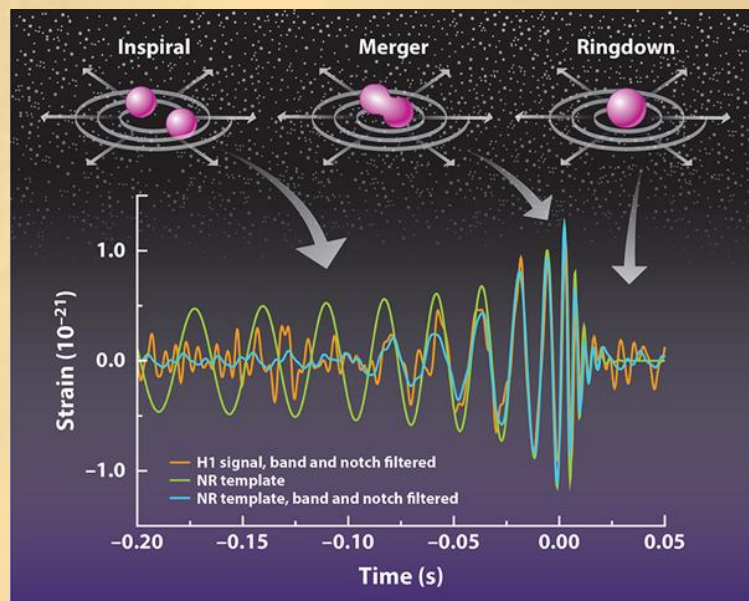 Inspiral
Merger
Ringdown
Strain (10⁻²¹)
1.0
0.0
−1.0
H1 signal, band and notch filtered
NR template
NR template, band and notch filtered
−0.20
−0.15
−0.10
−0.05
0.00
0.05
Time (s)